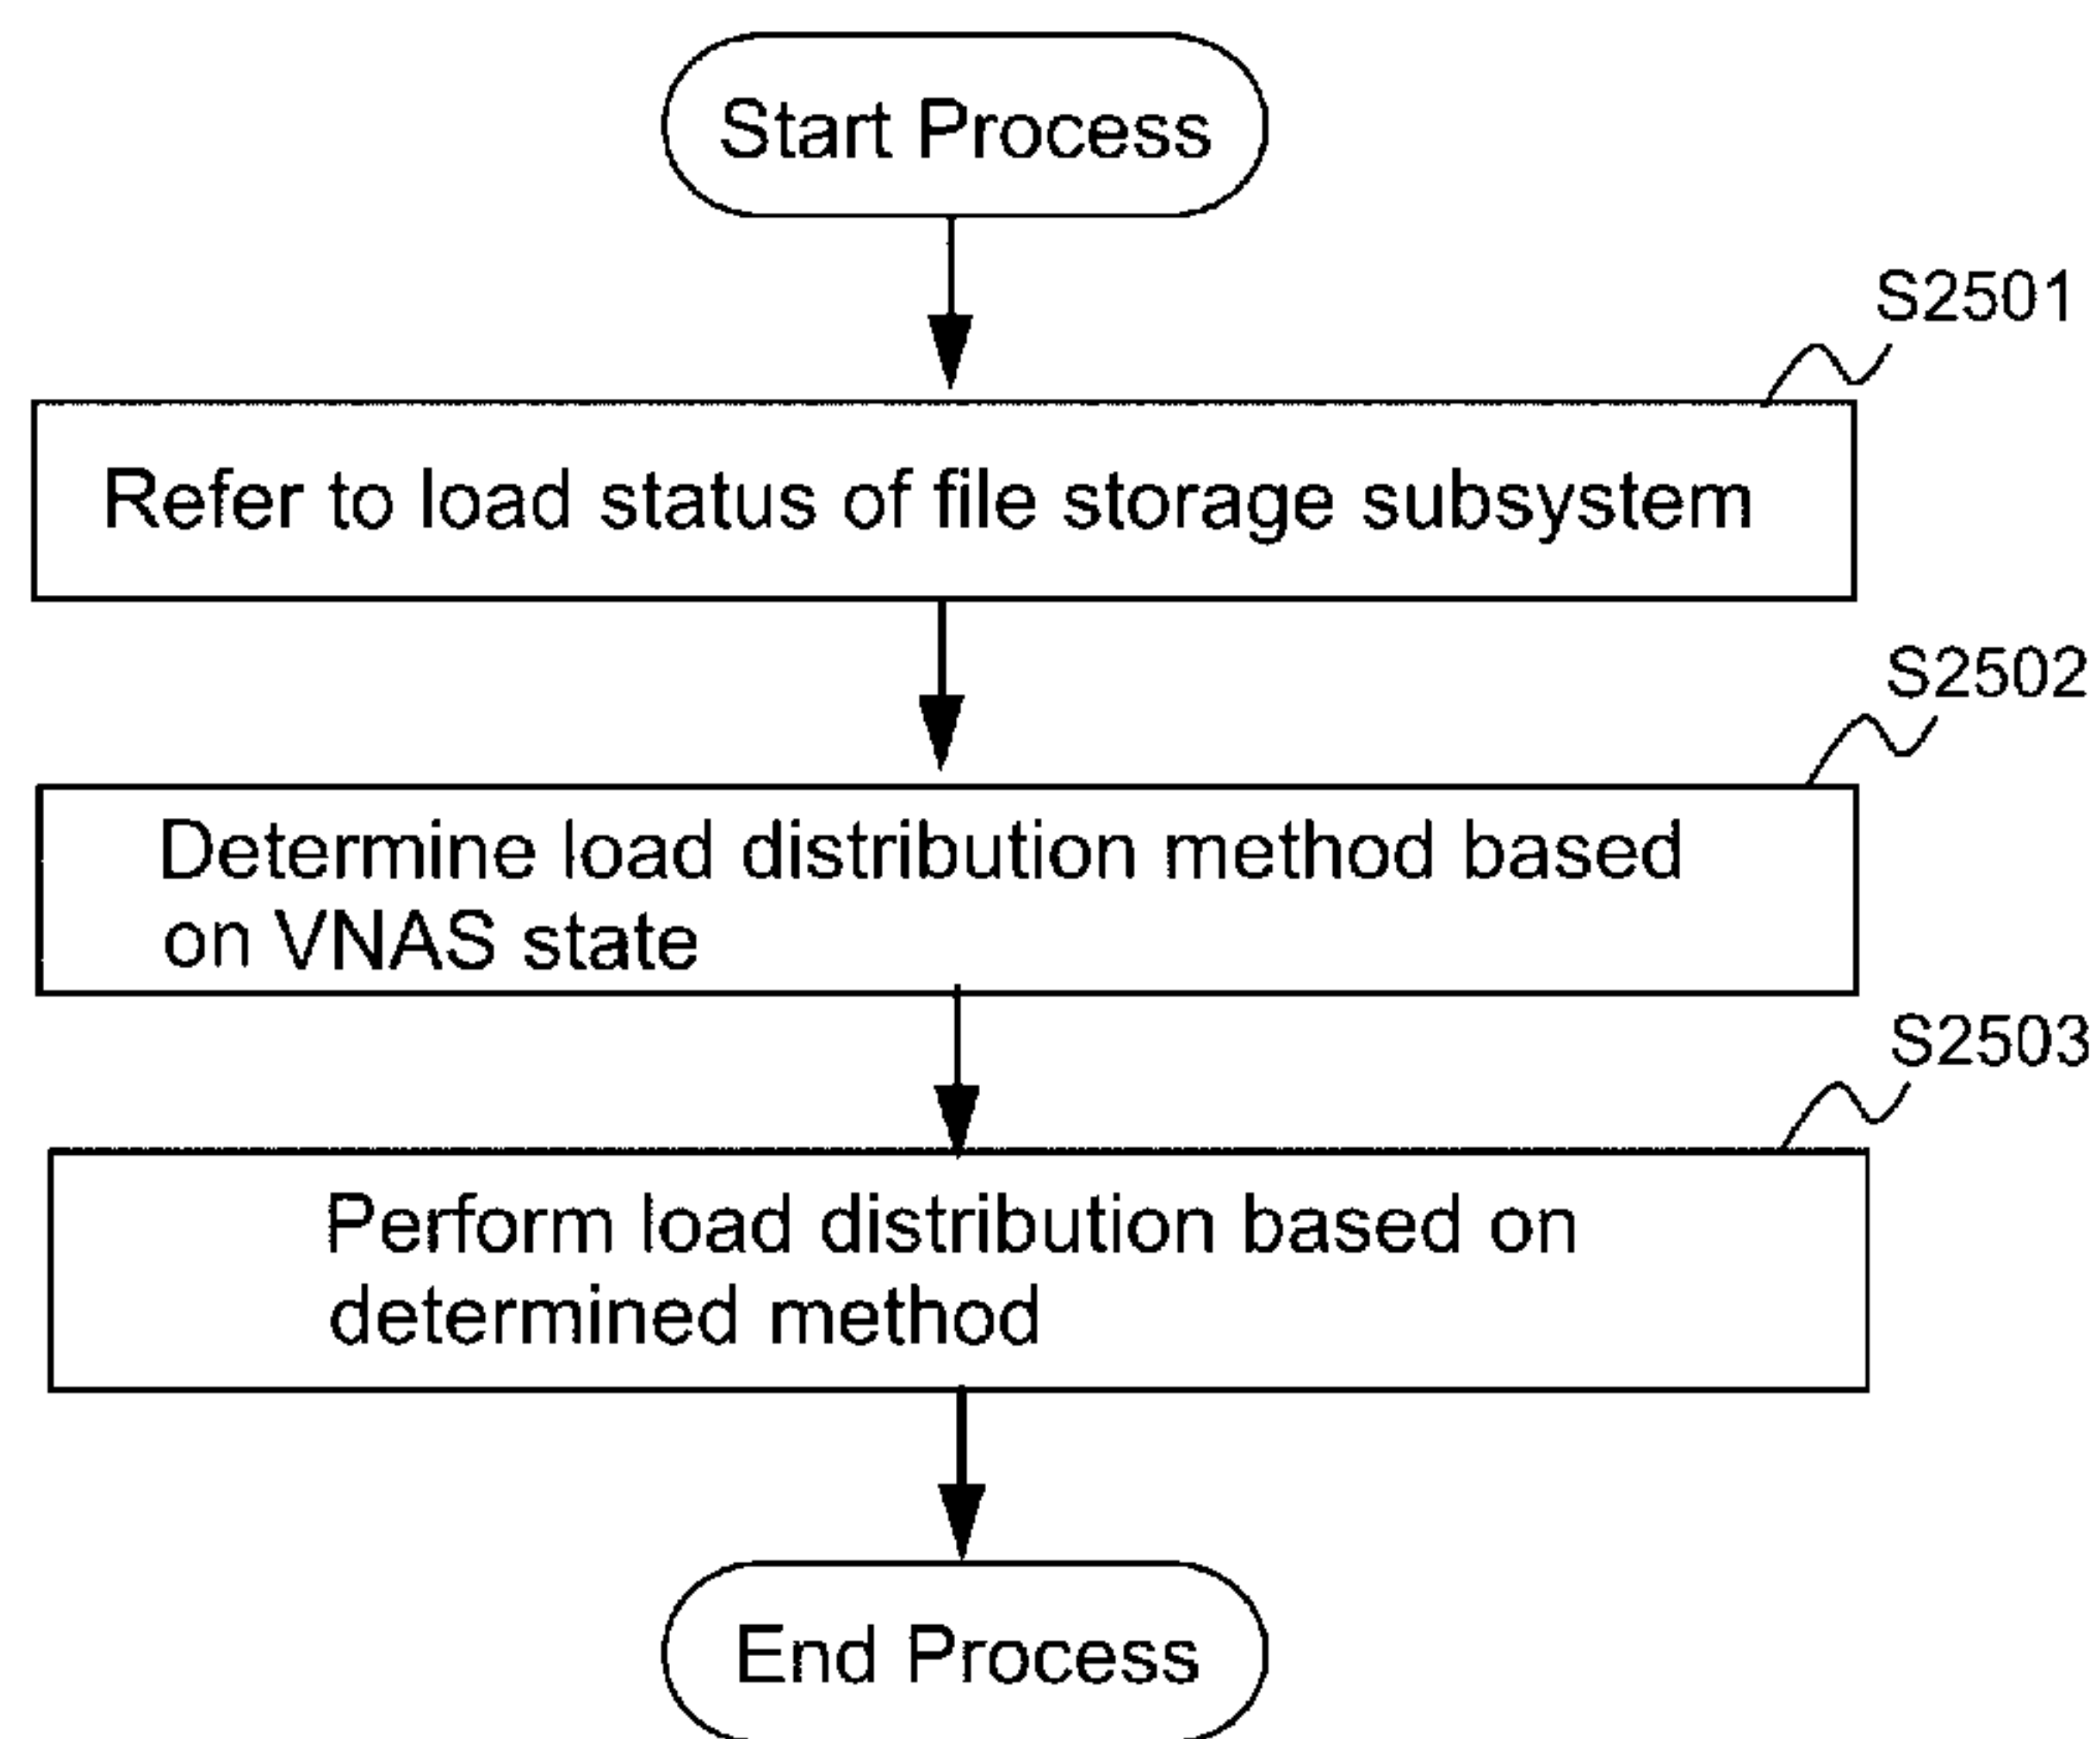 Start Process
S2501
Refer to load status of file storage subsystem
S2502
Determine load distribution method based
on VNAS state
S2503
Perform load distribution based on
determined method
End Process